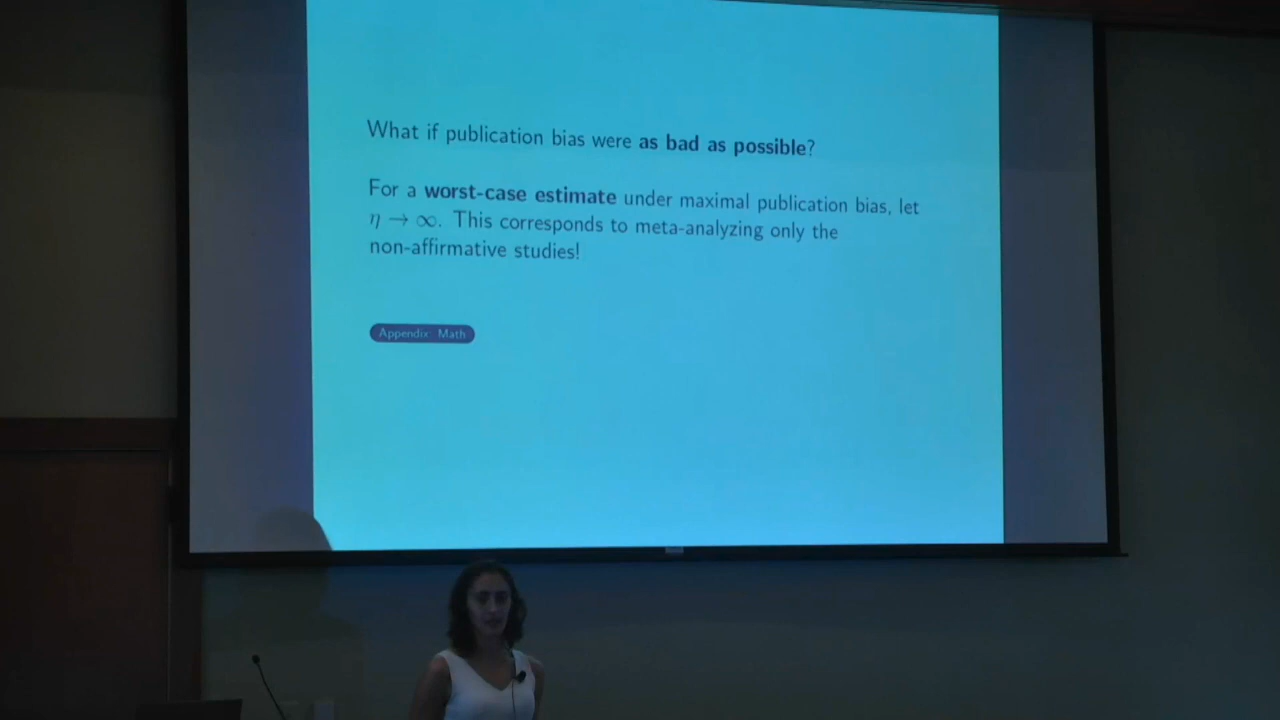 What if publication bias were as bad as possible?
For a worst-case estimate under maximal publication bias, let
η → ∞. This corresponds to meta-analyzing only the
non-affirmative studies!
Appendix: Math